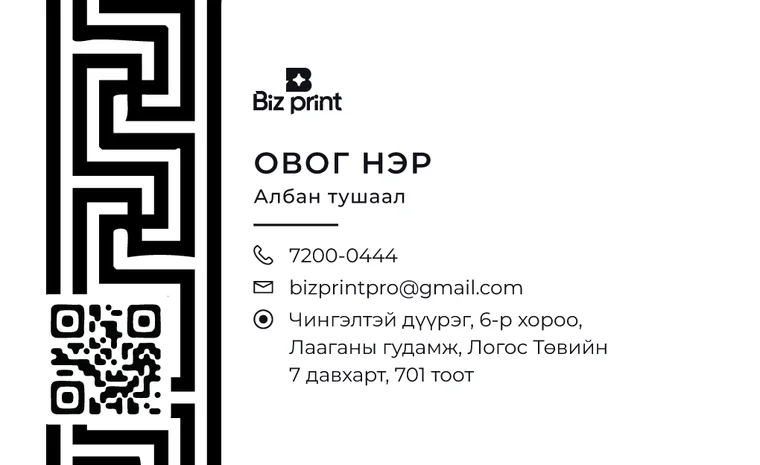 Biz print
ОВОГ НЭР
Албан тушаал
7200-0444
bizprintpro@gmail.com
Чингэлтэй дүүрэг, 6-р хороо,
Лааганы гудамж, Логос Төвийн
7 давхарт, 701 тоот